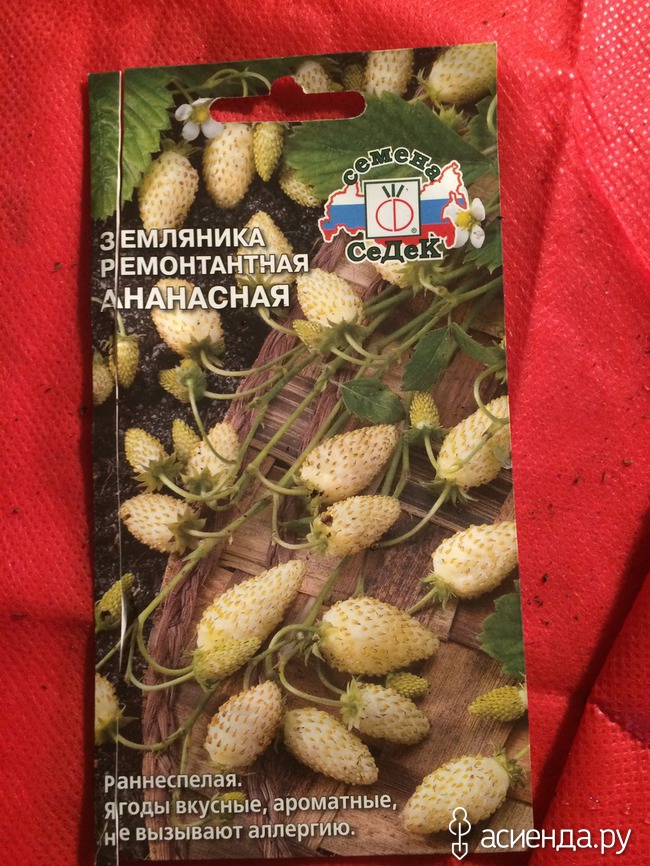 семена
СеДеК
®
ЗЕМЛЯНИКА
РЕМОНТАНТНАЯ
АНАНАСНАЯ
Раннеспелая.
Ягоды вкусные, ароматные,
не вызывают аллергию.
асиенда.ру